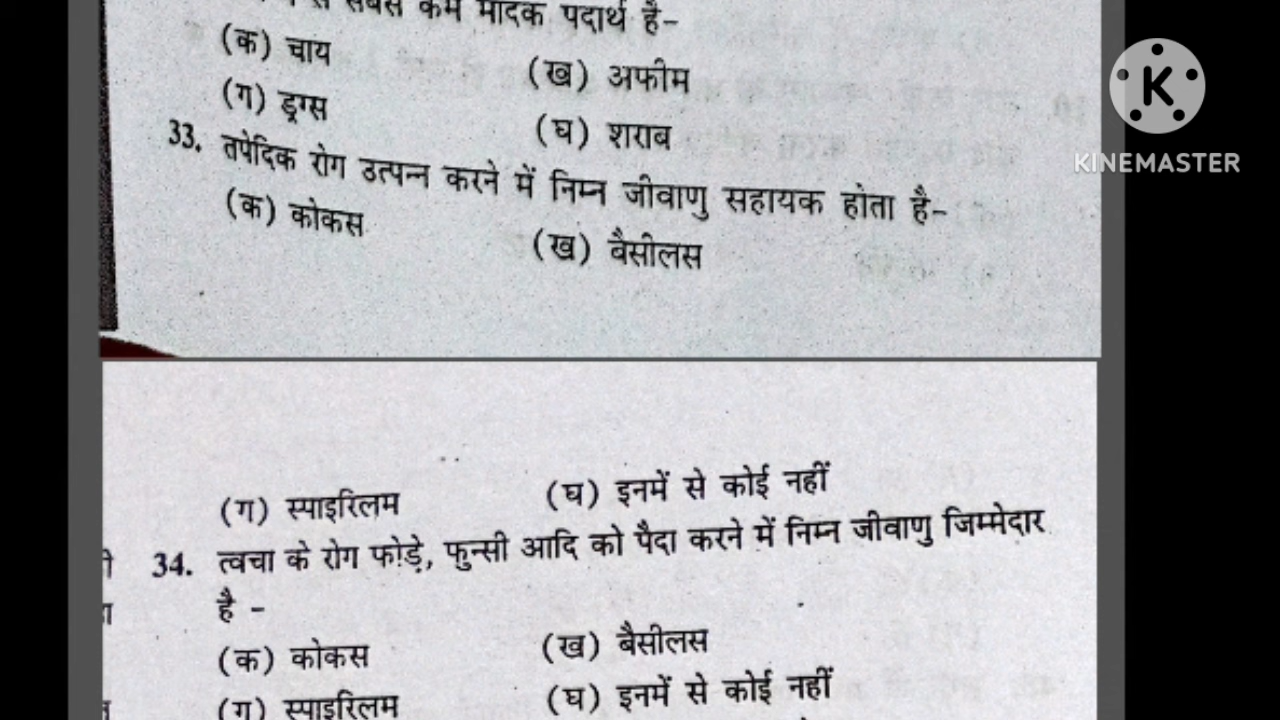 से सबसे कम मादक पदार्थ है-
(क) चाय
(ख) अफीम
(ग) ड्रग्स
(घ) शराब
33. तपेदिक रोग उत्पन्न करने में निम्न जीवाणु सहायक होता है-
(क) कोकस
(ख) बैसीलस
(ग) स्पाइरिलम
(घ) इनमें से कोई नहीं
34. त्वचा के रोग फोड़े, फुन्सी आदि को पैदा करने में निम्न जीवाणु जिम्मेदार
है -
(क) कोकस
(ख) बैसीलस
(ग) स्पाइरिलम
(घ) इनमें से कोई नहीं
K
KINEMASTER